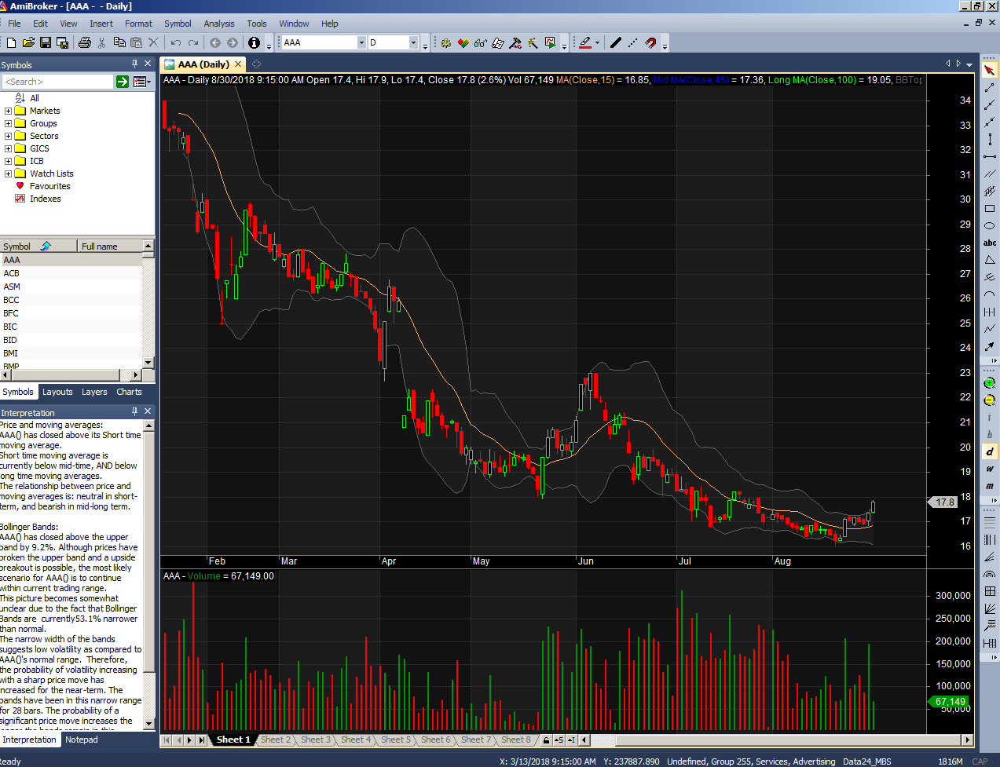 AmiBroker - [AAA - - Daily]
File Edit View Insert Format Symbol Analysis Tools Window Help
AAA D
Symbols
AAA (Daily)
<Search>
AAA - Daily 8/30/2018 9:15:00 AM Open 17.4, Hi 17.9, Lo 17.4, Close 17.8 (2.6%) Vol 67,149 MA(Close,15) = 16.85, Mid MA(Close,45) = 17.36, Long MA(Close,100) = 19.05, BBTop
All
Markets
Groups
Sectors
GICS
ICB
Watch Lists
Favourites
Indexes
Symbol Full name
AAA
ACB
ASM
BCC
BFC
BIC
BID
BMI
BMP
Symbols Layouts Layers Charts
Interpretation
Price and moving averages:
AAA() has closed above its Short time
moving average.
Short time moving average is
currently below mid-time, AND below
long time moving averages.
The relationship between price and
moving averages is: neutral in short-
term, and bearish in mid-long term.
Bollinger Bands:
AAA() has closed above the upper
band by 9.2%. Although prices have
broken the upper band and a upside
breakout is possible, the most likely
scenario for AAA() is to continue
within current trading range.
This picture becomes somewhat
unclear due to the fact that Bollinger
Bands are currently53.1% narrower
than normal.
The narrow width of the bands
suggests low volatility as compared to
AAA()'s normal range. Therefore,
the probability of volatility increasing
with a sharp price move has
increased for the near-term. The
bands have been in this narrow range
for 28 bars. The probability of a
significant price move increases the
Interpretation Notepad
34
33
32
31
30
29
28
27
26
25
24
23
22
21
20
19
18
17.8
17
16
Feb Mar Apr May Jun Jul Aug
AAA - Volume = 67,149.00
300,000
250,000
200,000
150,000
100,000
67,149
50,000
Sheet 1 Sheet 2 Sheet 3 Sheet 4 Sheet 5 Sheet 6 Sheet 7 Sheet 8
abc
i
h
d
w
m
Ready X: 3/13/2018 9:15:00 AM Y: 237887.890 Undefined, Group 255, Services, Advertising Data24_MBS 1816M CAP